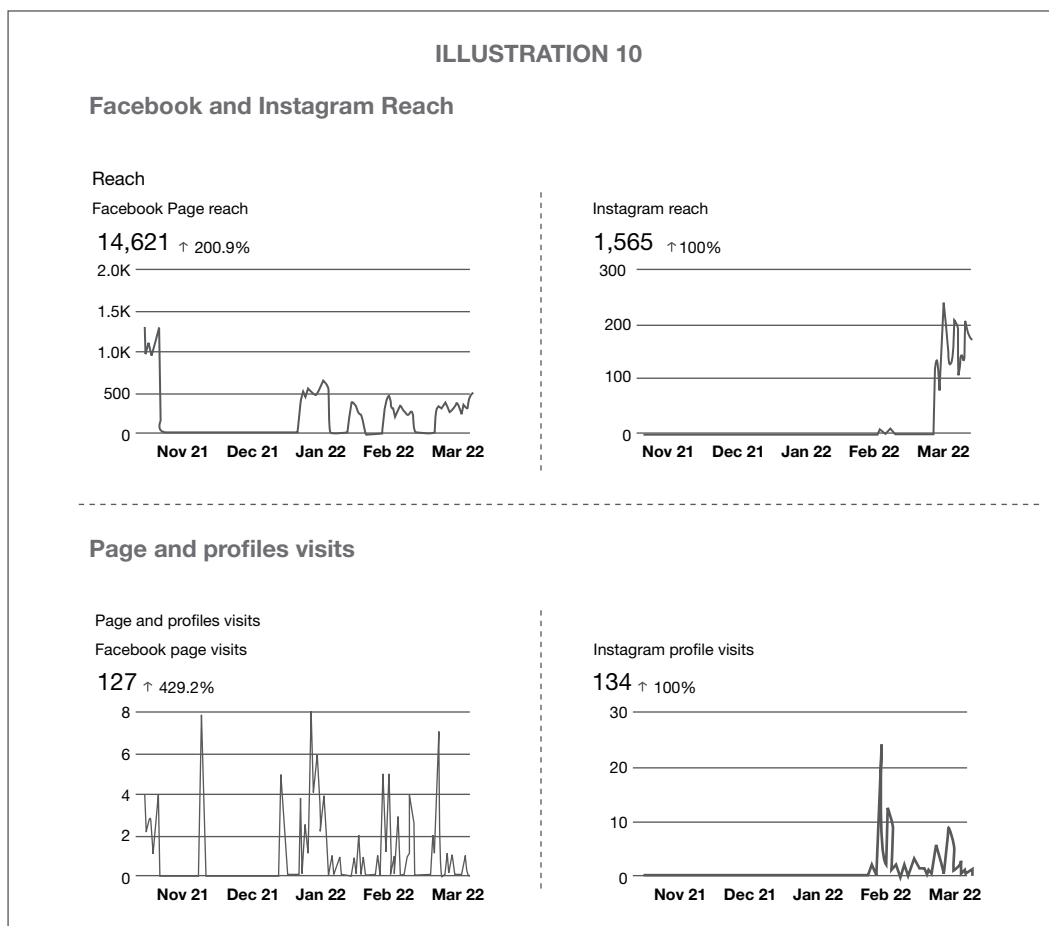 ILLUSTRATION 10
Facebook and Instagram Reach
Reach
Facebook Page reach
14,621 ↑ 200.9%
2.0K
1.5K
1.0K
500
0
Nov 21 Dec 21 Jan 22 Feb 22 Mar 22
Instagram reach
1,565 ↑100%
300
200
100
0
Nov 21 Dec 21 Jan 22 Feb 22 Mar 22
Page and profiles visits
Page and profiles visits
Facebook page visits
127 ↑ 429.2%
8
6
4
2
0
Nov 21 Dec 21 Jan 22 Feb 22 Mar 22
Instagram profile visits
134 ↑ 100%
30
20
10
0
Nov 21 Dec 21 Jan 22 Feb 22 Mar 22